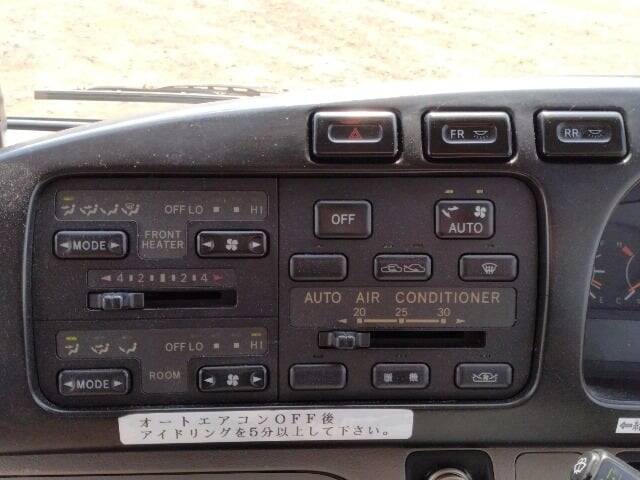 FR
RR
OFF LO HI
OFF
AUTO
MODE
FRONT
HEATER
4 2 2 4
AUTO AIR CONDITIONER
20 25 30
OFF LO HI
MODE
ROOM
オートエアコンOFF後
アイドリングを5分以上して下さい。